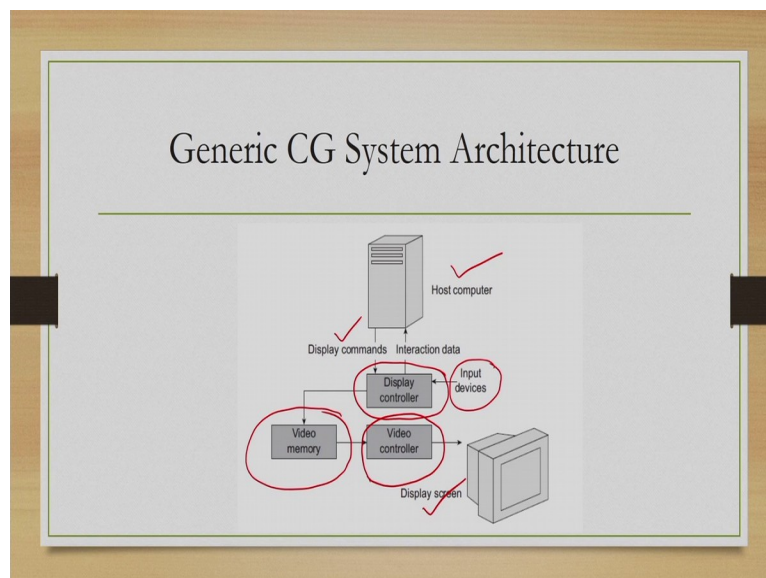 Generic CG System Architecture
Host computer
Display commands
Interaction data
Display
controller
Input
devices
Video
memory
Video
controller
Display screen